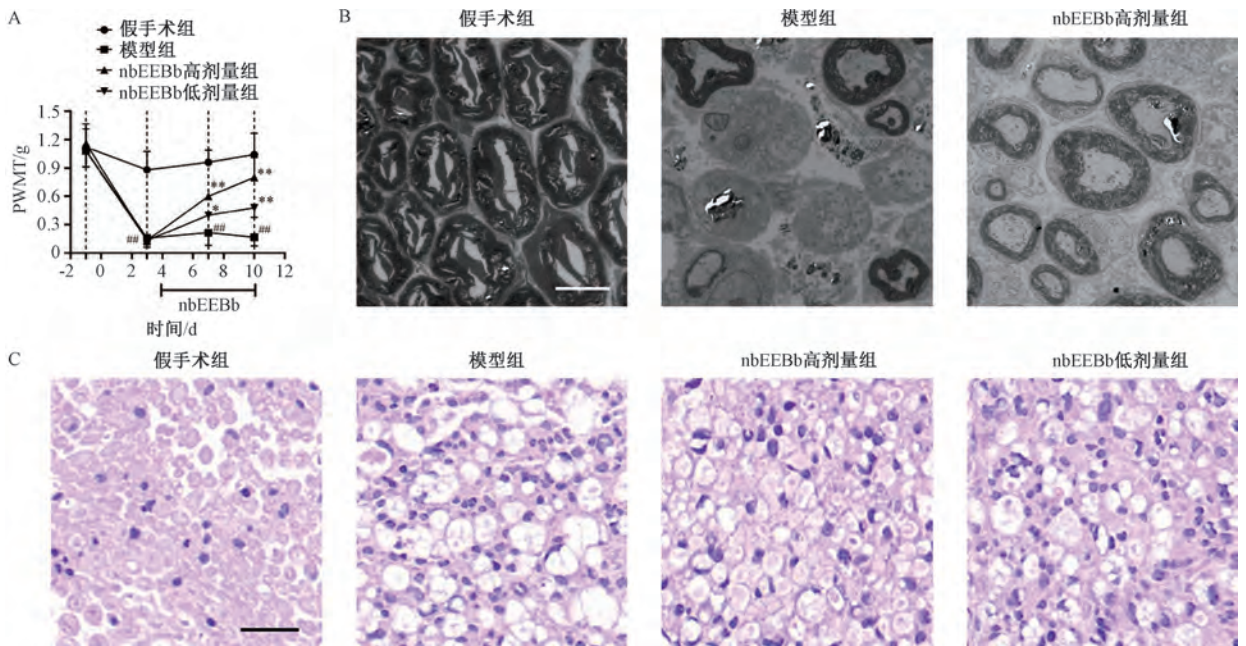 A
假手术组
模型组
nbEEBb高剂量组
nbEEBb低剂量组
1.5
1.2
0.9
0.6
0.3
0
PWMT/g
**
**
*
**
##
##
##
-2 0 2 4 6 8 10 12
nbEEBb
时间/d
B
假手术组 模型组 nbEEBb高剂量组
C
假手术组 模型组 nbEEBb高剂量组 nbEEBb低剂量组